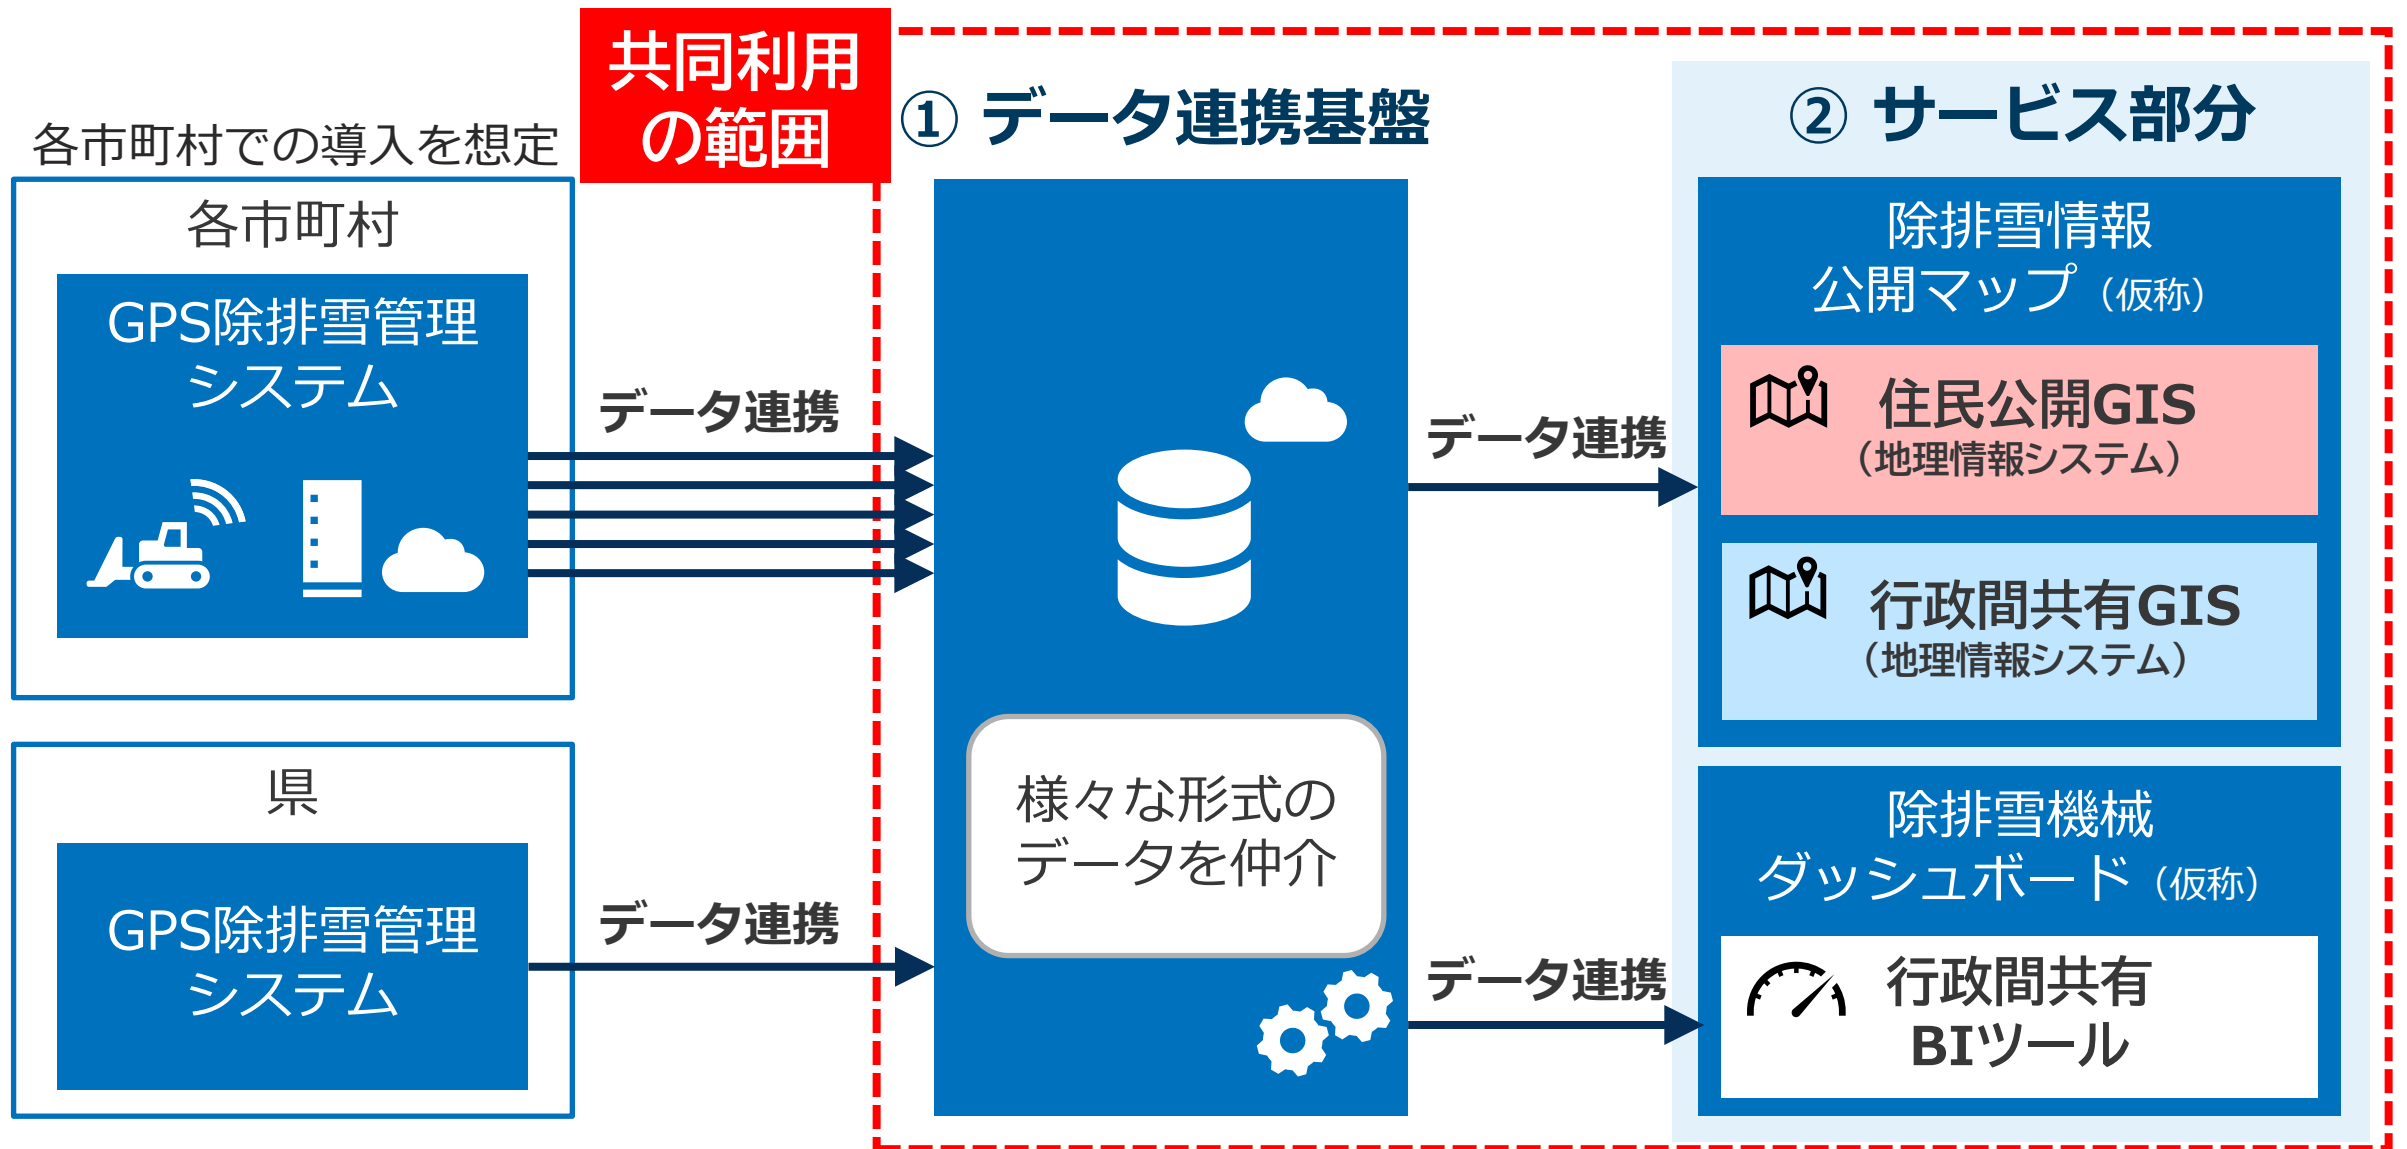 共同利用
の範囲
各市町村での導入を想定
各市町村
GPS除排雪管理
システム
データ連携
県
GPS除排雪管理
システム
データ連携
① データ連携基盤
様々な形式の
データを仲介
データ連携
データ連携
② サービス部分
除排雪情報
公開マップ（仮称）
住民公開GIS
（地理情報システム）
行政間共有GIS
（地理情報システム）
除排雪機械
ダッシュボード（仮称）
行政間共有
BIツール